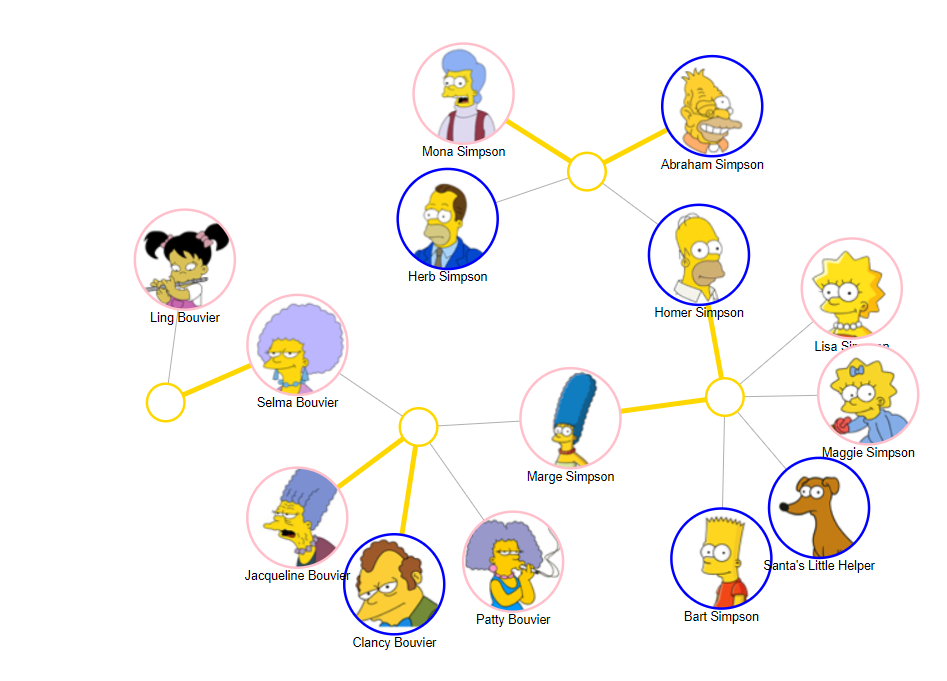 Mona Simpson
Abraham Simpson
Herb Simpson
Homer Simpson
Ling Bouvier
Lisa
Selma Bouvier
Maggie Simpson
Marge Simpson
Jacqueline Bouvier
Santa's Little Helper
Patty Bouvier
Bart Simpson
Clancy Bouvier